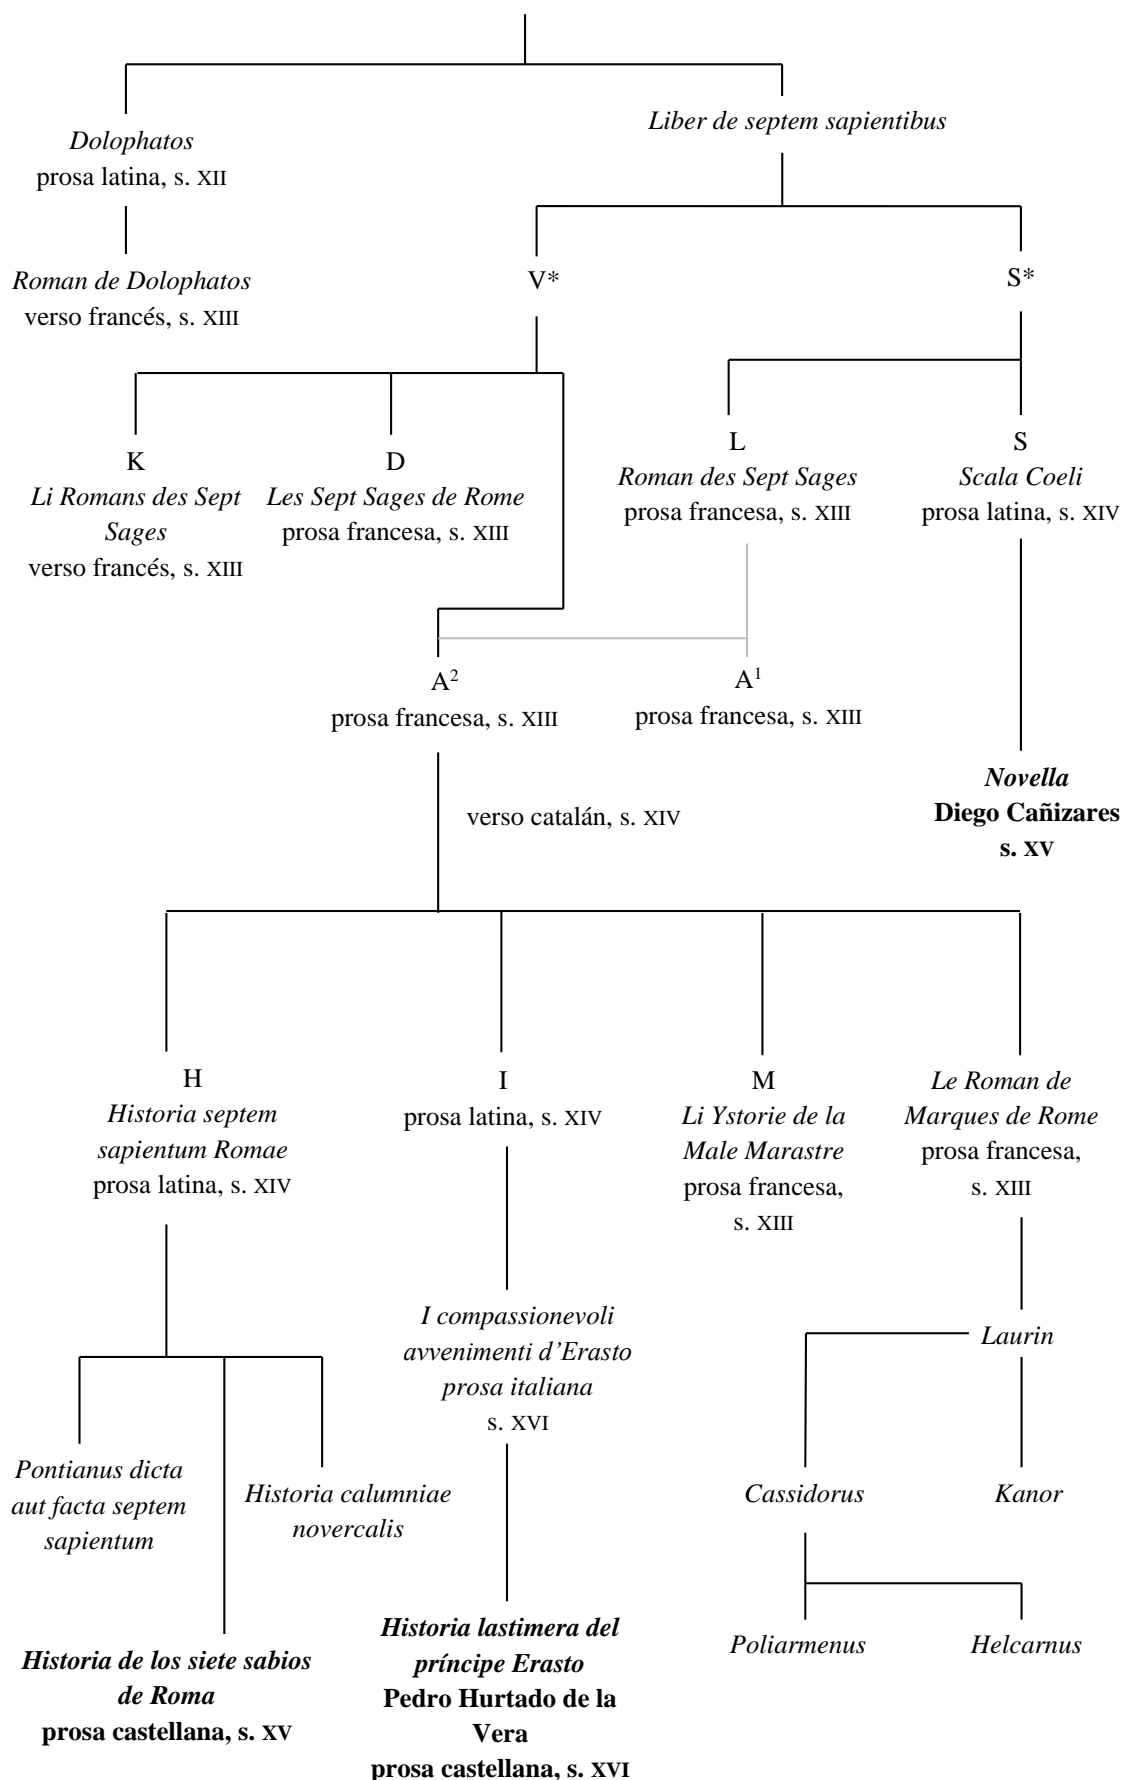 Dolophatos
prosa latina, s. XII
Liber de septem sapientibus
Roman de Dolophatos
verso francés, s. XIII
V*
S*
K
Li Romans des Sept
Sages
verso francés, s. XIII
D
Les Sept Sages de Rome
prosa francesa, s. XIII
L
Roman des Sept Sages
prosa francesa, s. XIII
S
Scala Coeli
prosa latina, s. XIV
A²
prosa francesa, s. XIII
A¹
prosa francesa, s. XIII
Novella
Diego Cañizares
s. XV
verso catalán, s. XIV
H
Historia septem
sapientum Romae
prosa latina, s. XIV
I
prosa latina, s. XIV
M
Li Ystorie de la
Male Marastre
prosa francesa,
s. XIII
Le Roman de
Marques de Rome
prosa francesa,
s. XIII
I compassionevoli
avvenimenti d’Erasto
prosa italiana
s. XVI
Laurin
Pontianus dicta
aut facta septem
sapientum
Historia calumniae
novercalis
Cassidorus
Kanor
Historia de los siete sabios
de Roma
prosa castellana, s. XV
Historia lastimera del
príncipe Erasto
Pedro Hurtado de la
Vera
prosa castellana, s. XVI
Poliarmenus
Helcarnus